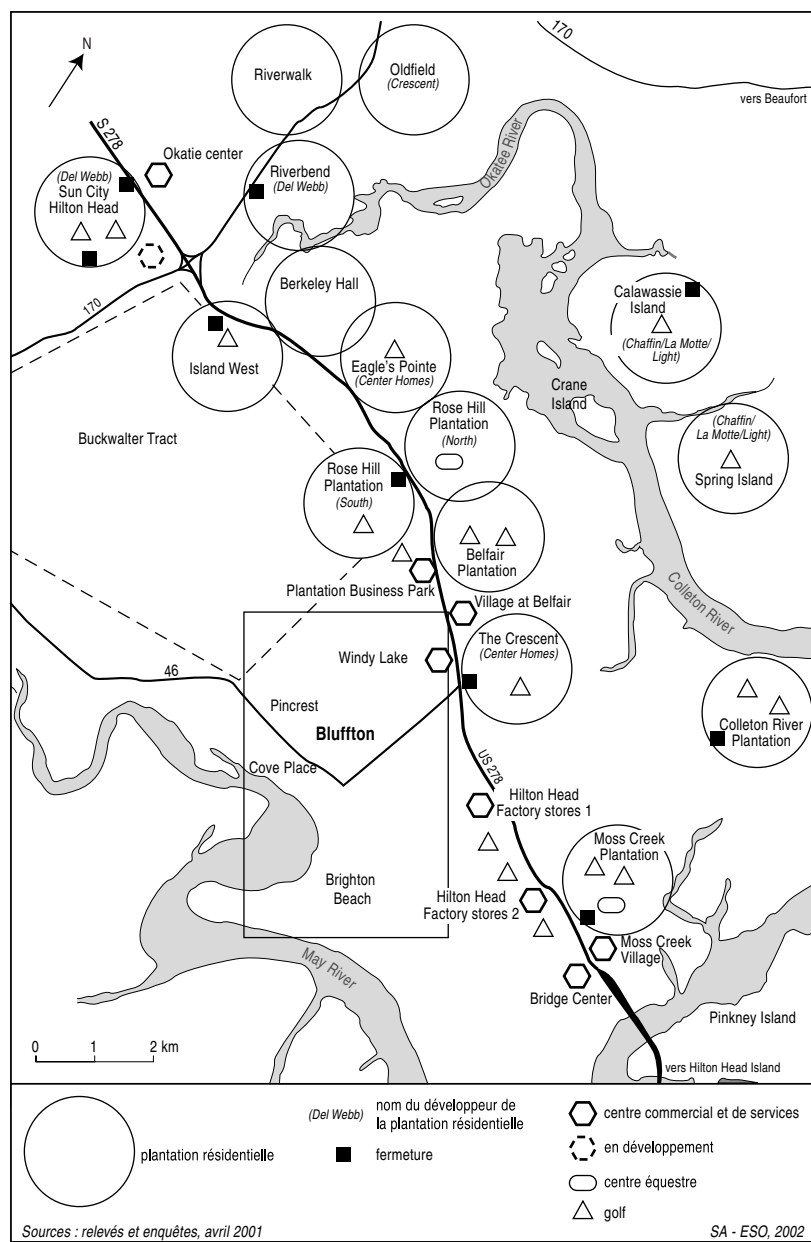 N
170
vers Beaufort
Riverwalk
Oldfield
(Crescent)
S 278
Okatie center
Okatee River
(Del Webb)
Sun City
Hilton Head
Riverbend
(Del Webb)
170
Berkeley Hall
Calawassie
Island
(Chaffin/La Motte/
Light)
Island West
Eagle's Pointe
(Center Homes)
Crane
Island
Buckwalter Tract
Rose Hill
Plantation
(North)
(Chaffin/
La Motte/Light)
Spring Island
Rose Hill
Plantation
(South)
Belfair
Plantation
Plantation Business Park
Village at Belfair
Colleton River
Windy Lake
The Crescent
(Center Homes)
46
Pincrest
Bluffton
Colleton River
Plantation
Cove Place
US 278
Hilton Head
Factory stores 1
Moss Creek
Plantation
Brighton
Beach
Hilton Head
Factory stores 2
May River
Moss Creek
Village
Bridge Center
Pinkney Island
0 1 2 km
vers Hilton Head Island
plantation résidentielle
(Del Webb)
nom du développeur de
la plantation résidentielle
fermeture
centre commercial et de services
en développement
centre équestre
golf
Sources : relevés et enquêtes, avril 2001
SA - ESO, 2002